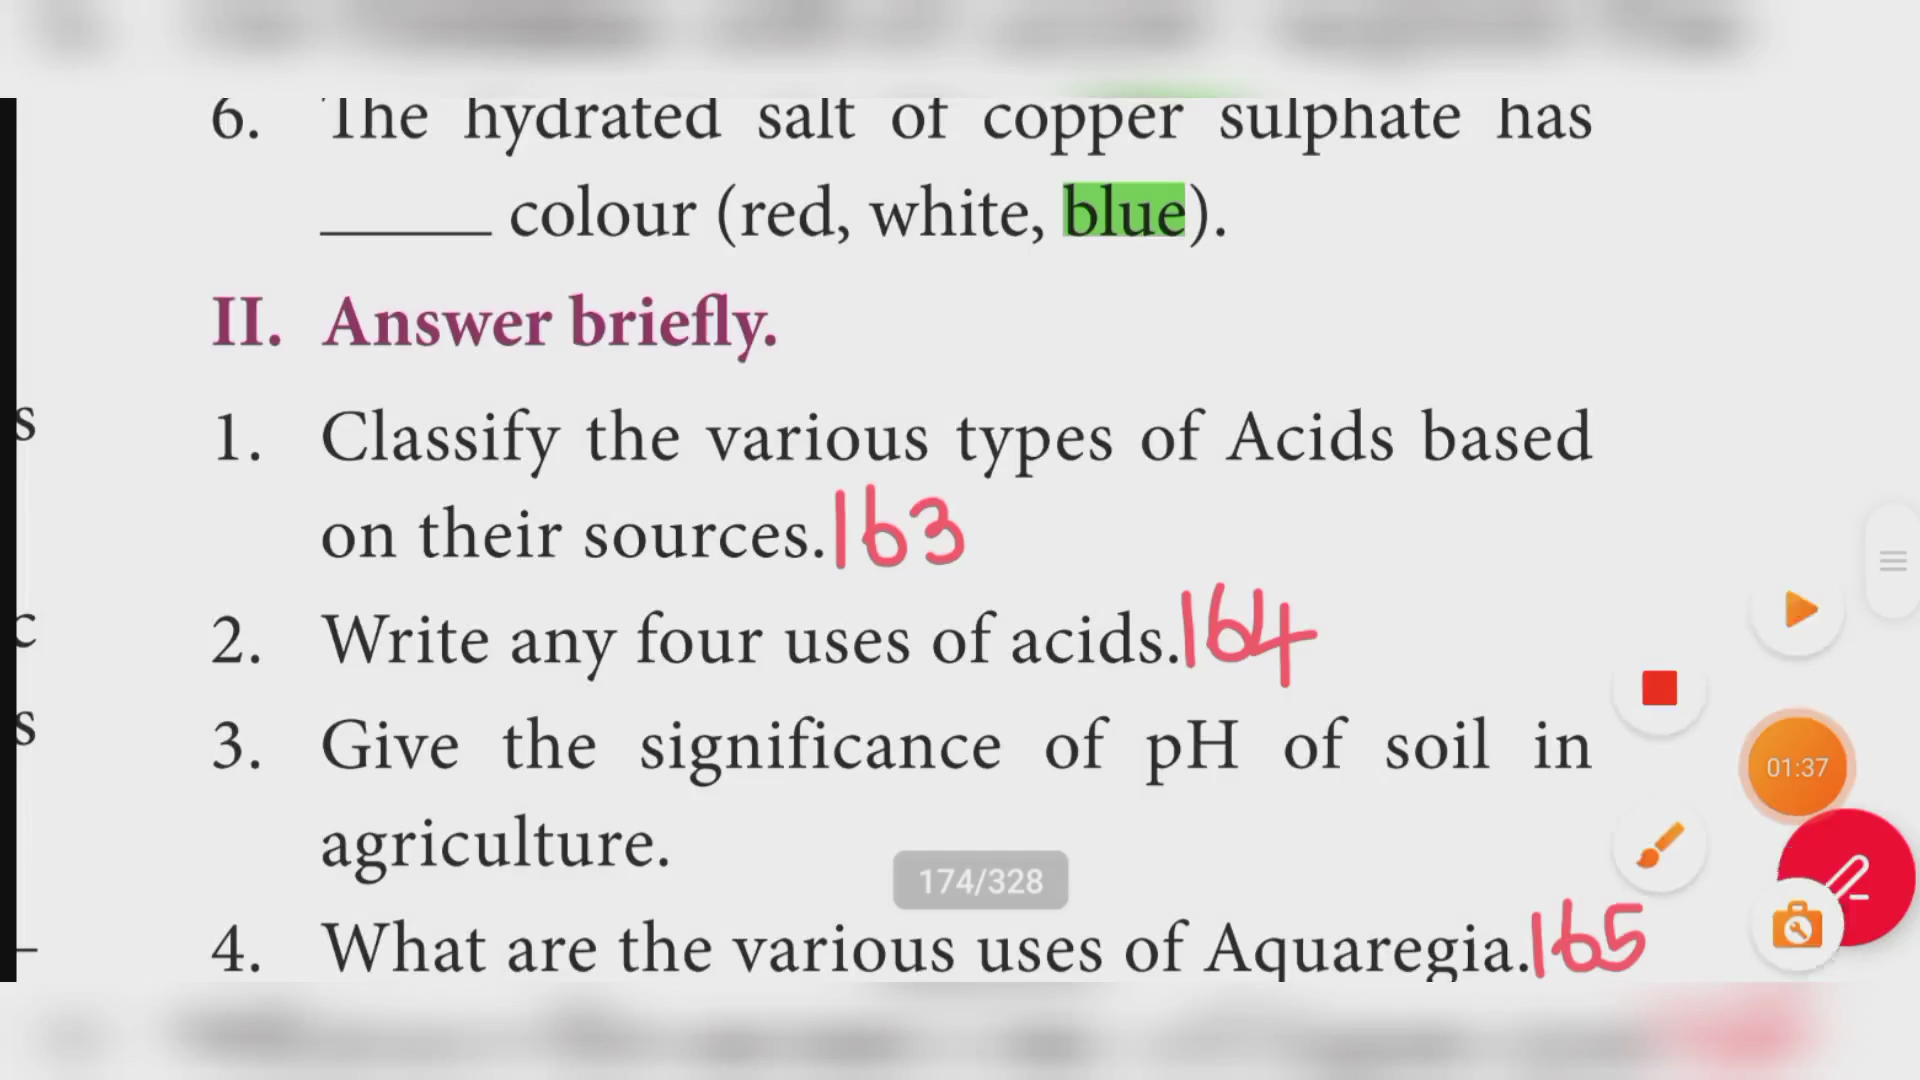 6. The hydrated salt of copper sulphate has
_____ colour (red, white, blue).
II. Answer briefly.
s
1. Classify the various types of Acids based
on their sources. 163
c
2. Write any four uses of acids. 164
s
3. Give the significance of pH of soil in
01:37
agriculture.
174/328
4. What are the various uses of Aquaregia. 165